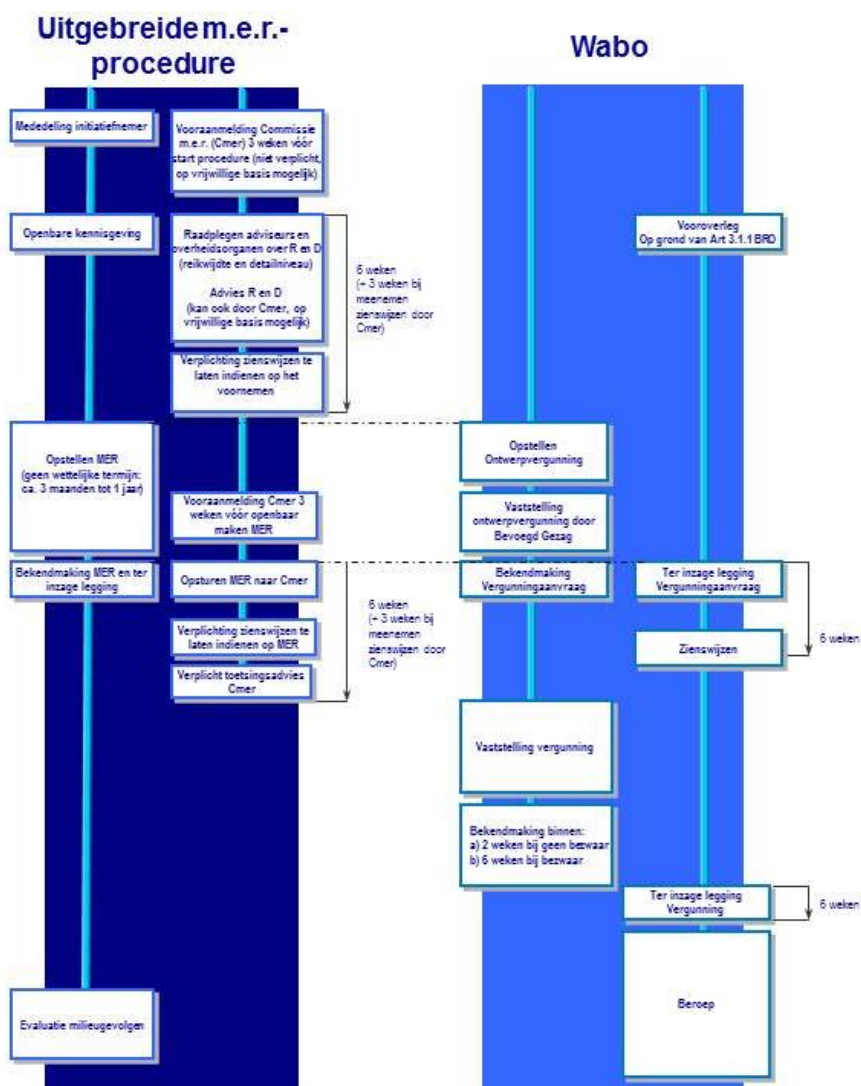 Uitgebreide m.e.r.-
procedure
Mededeling initiatiefnemer
Vooraanmelding Commissie
m.e.r. (Cmer) 3 weken vóór
start procedure (niet verplicht,
op vrijwillige basis mogelijk)
Openbare kennisgeving
Raadplegen adviseurs en
overheidsorganen over R en D
(reikwijdte en detailniveau)
Advies R en D
(kan ook door Cmer, op
vrijwillige basis mogelijk)
6 weken
(+ 3 weken bij
meenemen
zienswijzen door
Cmer)
Verplichting zienswijzen te
laten indienen op het
voornemen
Opstellen MER
(geen wettelijke termijn:
ca. 3 maanden tot 1 jaar)
Vooraanmelding Cmer 3
weken vóór openbaar
maken MER
Bekendmaking MER en ter
inzage legging
Opsturen MER naar Cmer
6 weken
(+ 3 weken bij
meenemen
zienswijzen door
Cmer)
Verplichting zienswijzen te
laten indienen op MER
Verplicht toetsingsadvies
Cmer
Evaluatie milieugevolgen
Wabo
Vooroverleg
Op grond van Art 3.1.1 BRO
Opstellen
Ontwerpvergunning
Vaststelling
ontwerpvergunning door
Bevoegd Gezag
Bekendmaking
Vergunningaanvraag
Ter inzage legging
Vergunningaanvraag
6 weken
Zienswijzen
Vaststelling vergunning
Bekendmaking binnen:
a) 2 weken bij geen bezwaar
b) 6 weken bij bezwaar
Ter inzage legging
Vergunning
6 weken
Beroep